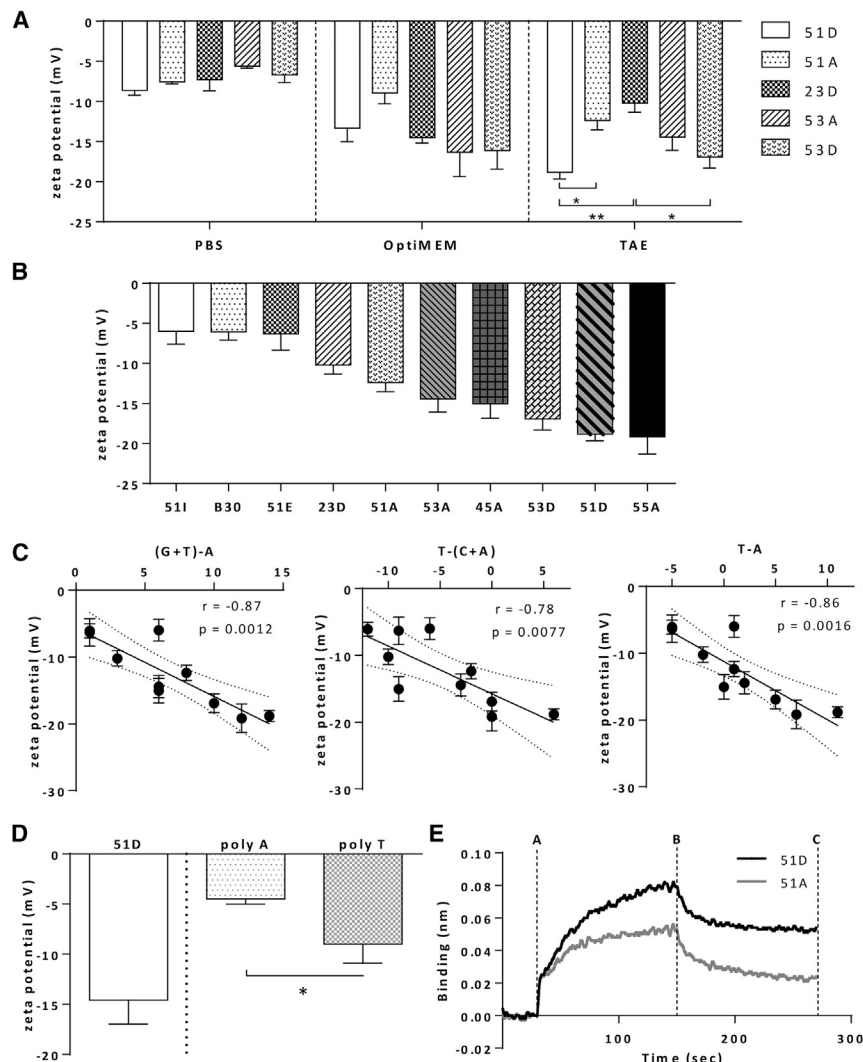 A
zeta potential (mV)
0
-5
-10
-15
-20
-25
PBS
OptiMEM
TAE
*
**
*
51D
51A
23D
53A
53D
B
zeta potential (mV)
0
-5
-10
-15
-20
-25
51I B30 51E 23D 51A 53A 45A 53D 51D 55A
C
(G+T)-A
0 5 10 15
zeta potential (mV)
0
-10
-20
-30
r = -0.87
p = 0.0012
T-(C+A)
-10 -5 0 5
zeta potential (mV)
0
-10
-20
-30
r = -0.78
p = 0.0077
T-A
-5 0 5 10
zeta potential (mV)
0
-10
-20
-30
r = -0.86
p = 0.0016
D
51D poly A poly T
zeta potential (mV)
0
-5
-10
-15
-20
*
E
A B C
Binding (nm)
0.10
0.08
0.06
0.04
0.02
0.00
-0.02
51D
51A
100 200 300
Time (sec)